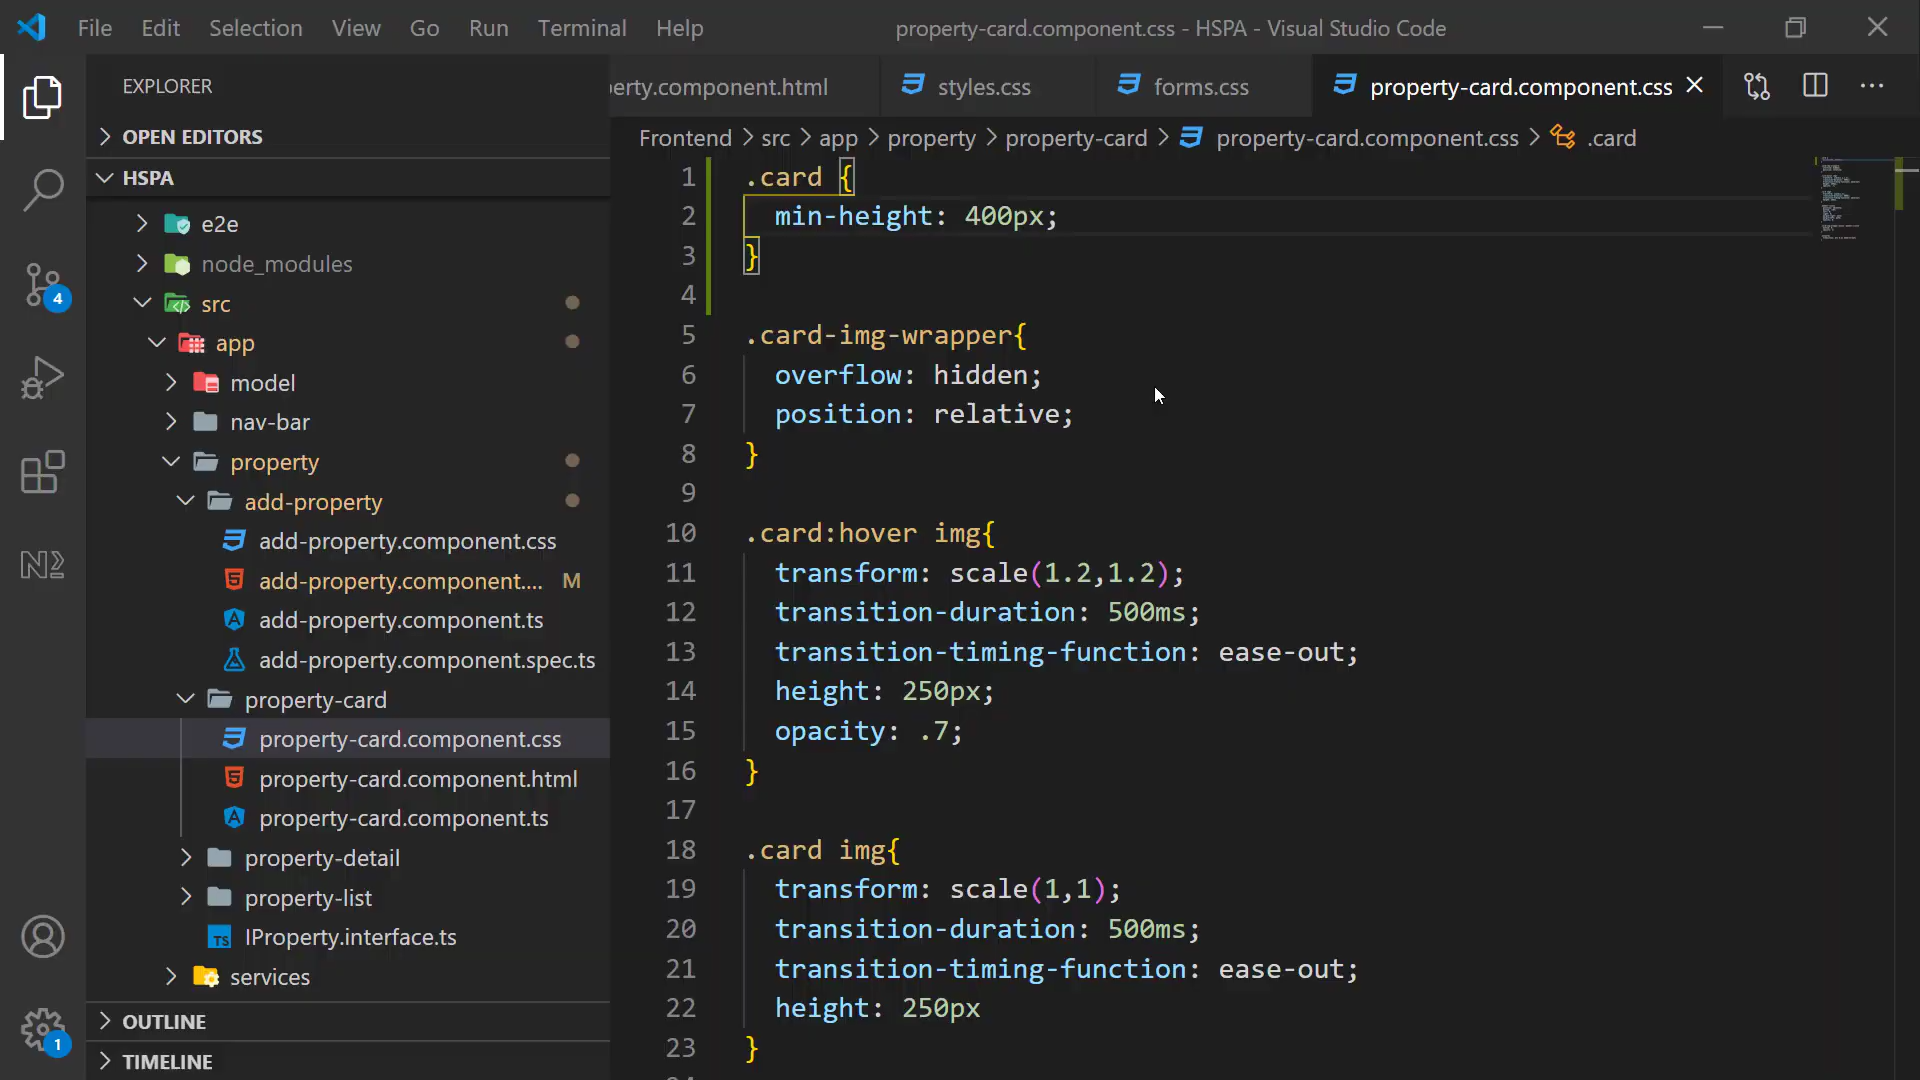 File Edit Selection View Go Run Terminal Help property-card.component.css - HSPA - Visual Studio Code
EXPLORER
OPEN EDITORS
HSPA
e2e
node_modules
src
app
model
nav-bar
property
add-property
add-property.component.css
add-property.component.... M
add-property.component.ts
add-property.component.spec.ts
property-card
property-card.component.css
property-card.component.html
property-card.component.ts
property-detail
property-list
TS IProperty.interface.ts
services
OUTLINE
TIMELINE
4
1
erty.component.html styles.css forms.css property-card.component.css
Frontend > src > app > property > property-card > property-card.component.css > .card
1 .card {
2 min-height: 400px;
3 }
4
5 .card-img-wrapper{
6 overflow: hidden;
7 position: relative;
8 }
9
10 .card:hover img{
11 transform: scale(1.2,1.2);
12 transition-duration: 500ms;
13 transition-timing-function: ease-out;
14 height: 250px;
15 opacity: .7;
16 }
17
18 .card img{
19 transform: scale(1,1);
20 transition-duration: 500ms;
21 transition-timing-function: ease-out;
22 height: 250px
23 }